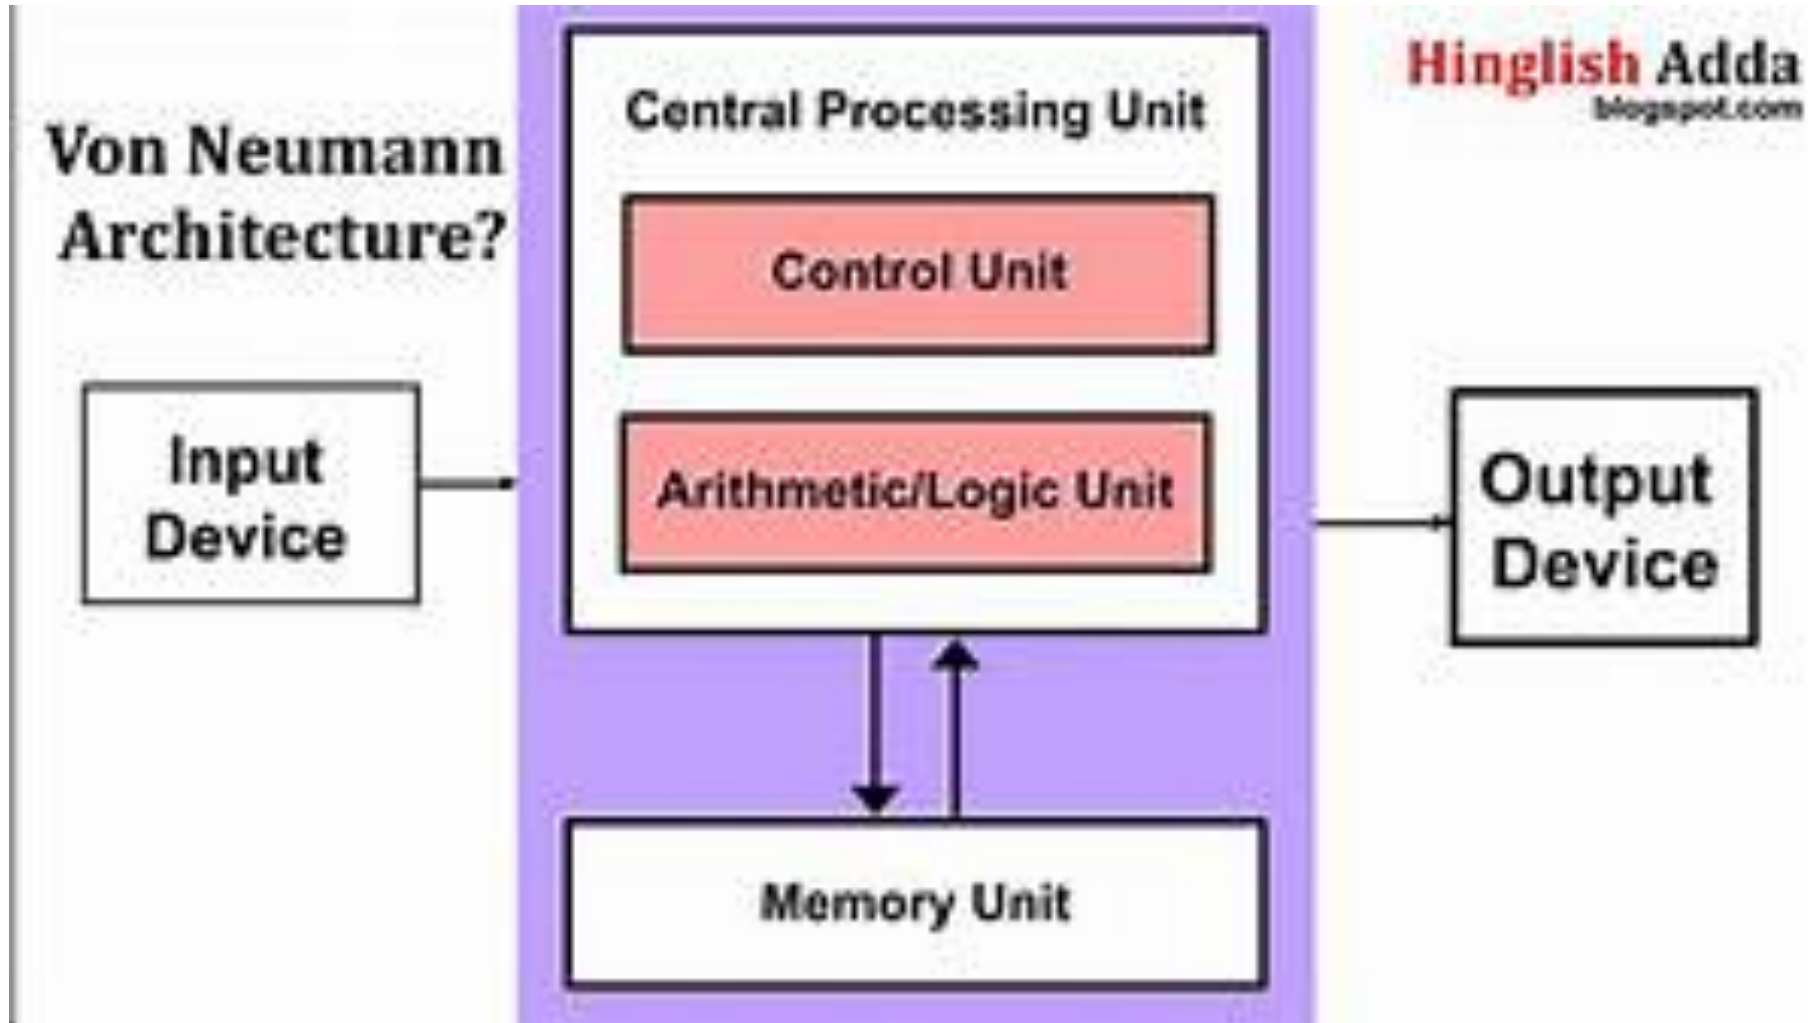 Von Neumann
Architecture?
Hinglish Adda
blogspot.com
Central Processing Unit
Control Unit
Arithmetic/Logic Unit
Input
Device
Output
Device
Memory Unit